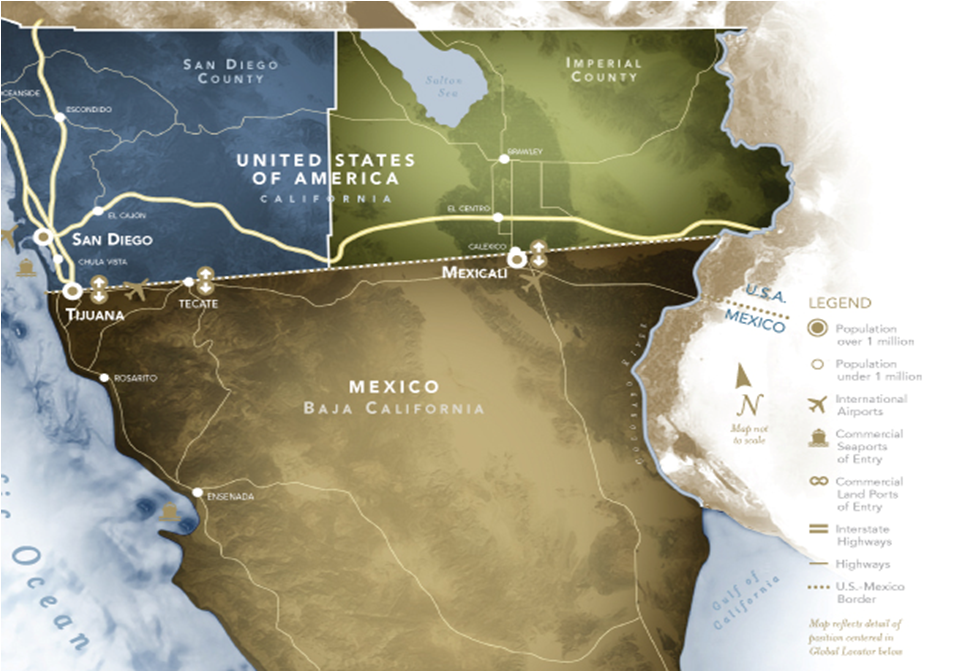 SAN DIEGO
COUNTY
IMPERIAL
COUNTY
Salton
Sea
CEANSIDE
ESCONDIDO
BRAWLEY
UNITED STATES
OF AMERICA
CALIFORNIA
EL CAJON
EL CENTRO
SAN DIEGO
CALEXICO
CHULA VISTA
MEXICALI
TECATE
TIJUANA
U.S.A.
MEXICO
ROSARITO
MEXICO
BAJA CALIFORNIA
COLORADO RIVER
N
Map not
to scale
ENSENADA
Ocean
Gulf of
California
LEGEND
Population
over 1 million
Population
under 1 million
International
Airports
Commercial
Seaports
of Entry
Commercial
Land Ports
of Entry
Interstate
Highways
Highways
U.S.-Mexico
Border
Map reflects detail of
portion centered in
Global Locator below